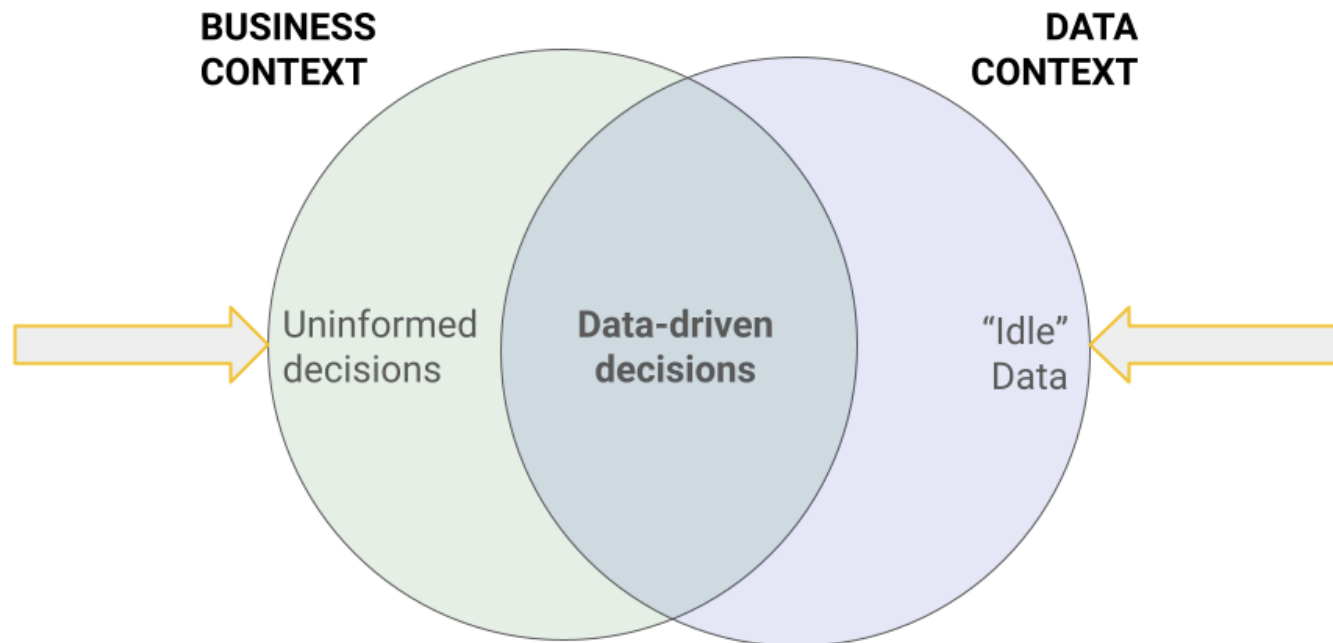 BUSINESS
CONTEXT
DATA
CONTEXT
Uninformed
decisions
Data-driven
decisions
“Idle”
Data